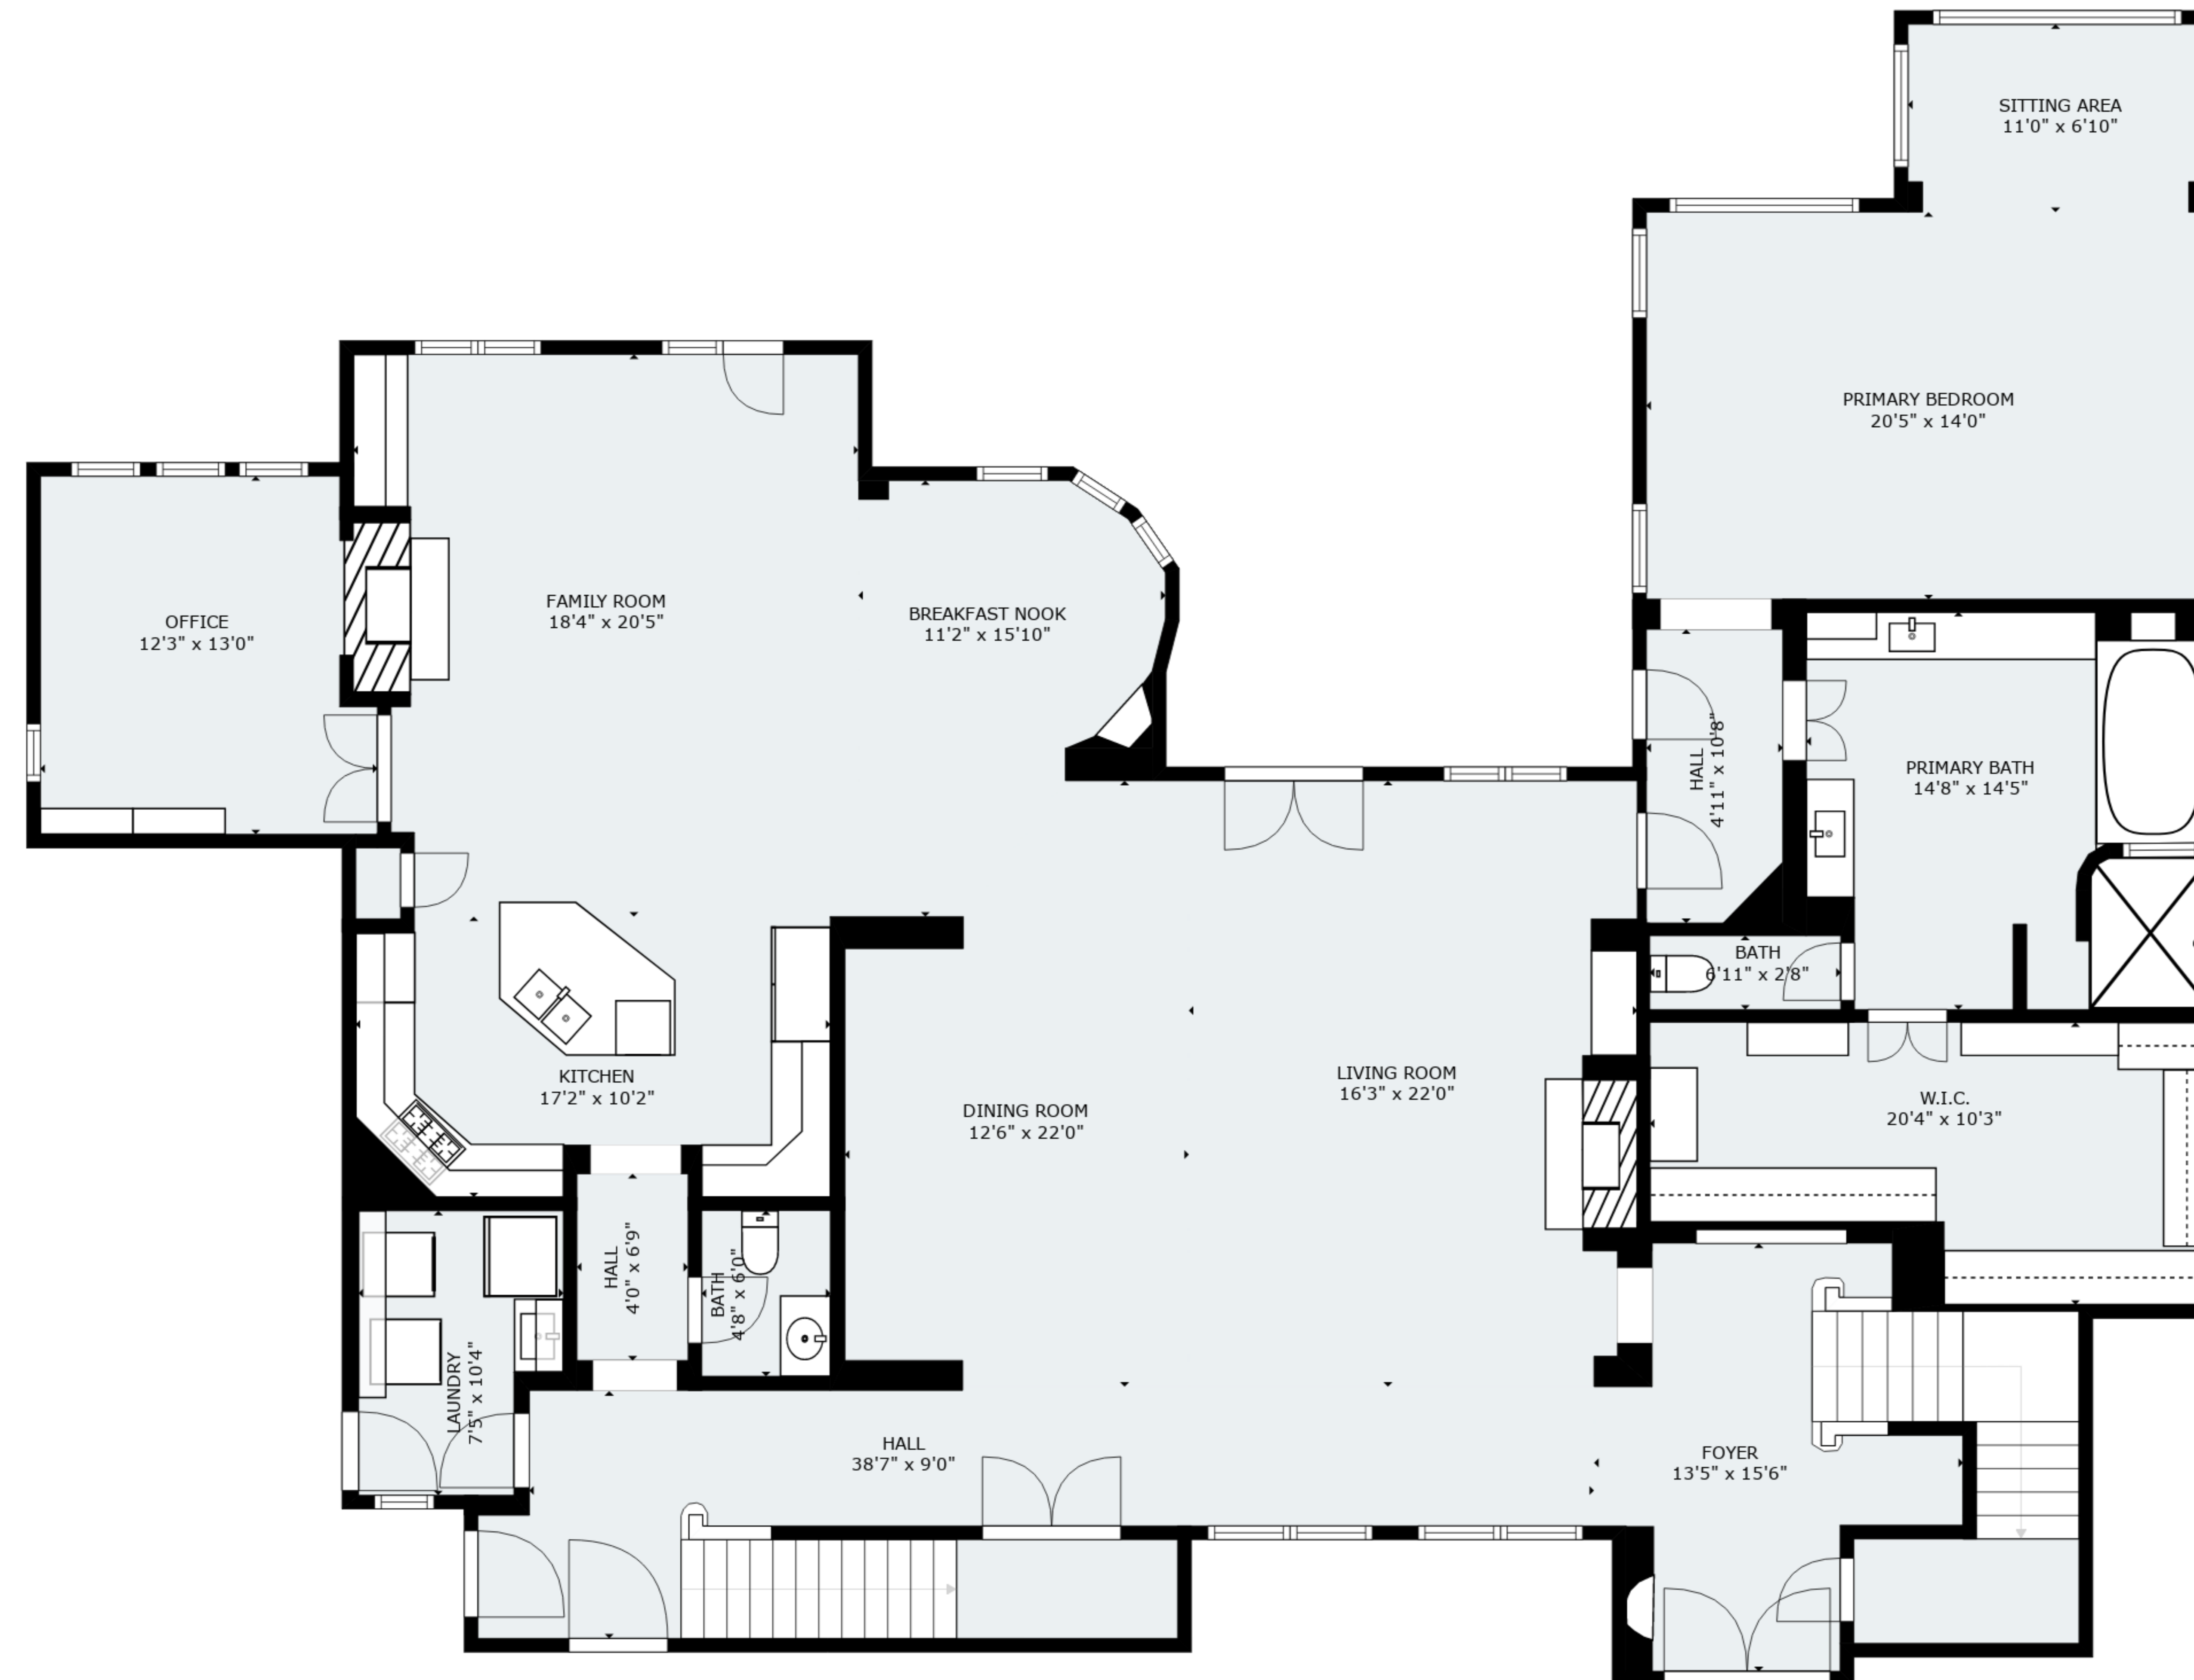 SITTING AREA
11'0" x 6'10"
PRIMARY BEDROOM
20'5" x 14'0"
OFFICE
12'3" x 13'0"
FAMILY ROOM
18'4" x 20'5"
BREAKFAST NOOK
11'2" x 15'10"
HALL
4'11" x 10'8"
PRIMARY BATH
14'8" x 14'5"
BATH
6'11" x 2'8"
KITCHEN
17'2" x 10'2"
DINING ROOM
12'6" x 22'0"
LIVING ROOM
16'3" x 22'0"
W.I.C.
20'4" x 10'3"
HALL
4'0" x 6'9"
BATH
4'8" x 6'0"
LAUNDRY
7'5" x 10'4"
HALL
38'7" x 9'0"
FOYER
13'5" x 15'6"